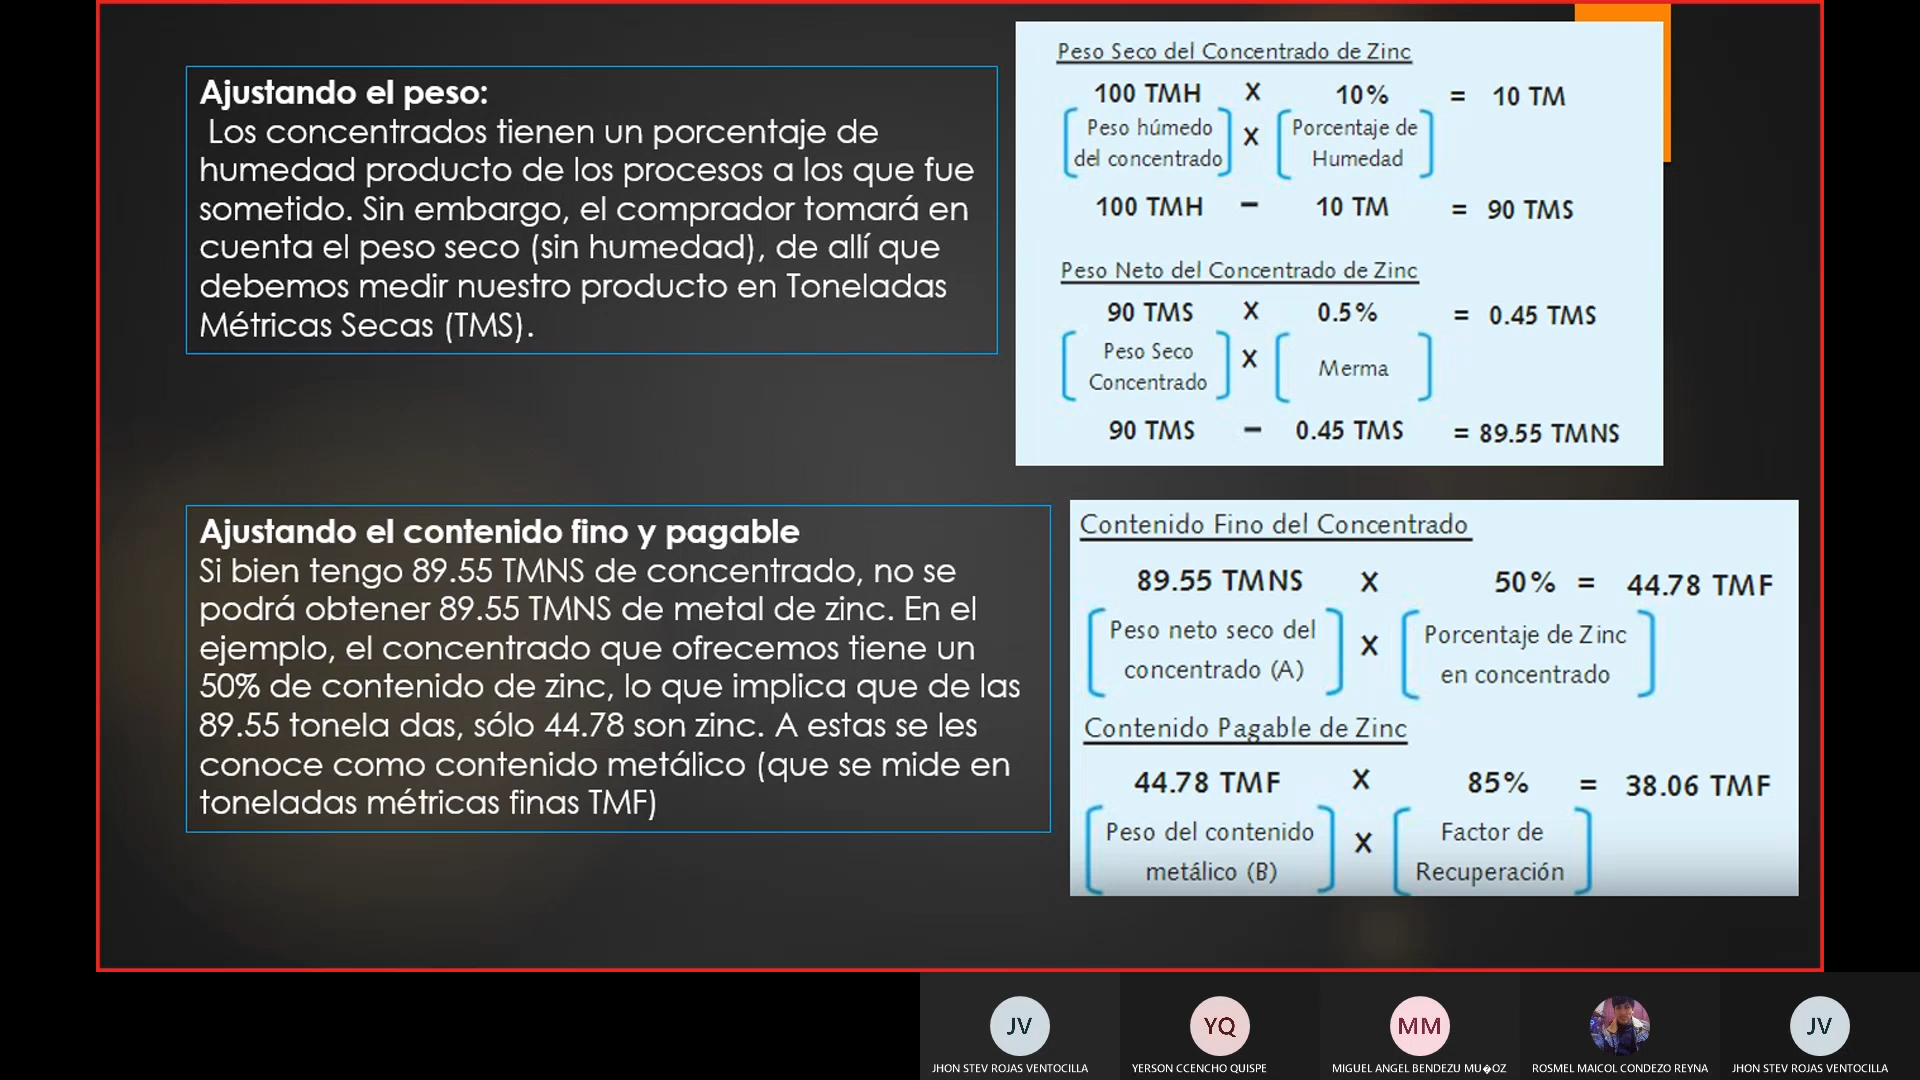 Ajustando el peso:
Los concentrados tienen un porcentaje de
humedad producto de los procesos a los que fue
sometido. Sin embargo, el comprador tomará en
cuenta el peso seco (sin humedad), de allí que
debemos medir nuestro producto en Toneladas
Métricas Secas (TMS).
Peso Seco del Concentrado de Zinc
100 TMH X 10% = 10 TM
Peso húmedo X Porcentaje de
del concentrado Humedad
100 TMH - 10 TM = 90 TMS
Peso Neto del Concentrado de Zinc
90 TMS X 0.5% = 0.45 TMS
Peso Seco X Merma
Concentrado
90 TMS - 0.45 TMS = 89.55 TMNS
Ajustando el contenido fino y pagable
Si bien tengo 89.55 TMNS de concentrado, no se
podrá obtener 89.55 TMNS de metal de zinc. En el
ejemplo, el concentrado que ofrecemos tiene un
50% de contenido de zinc, lo que implica que de las
89.55 tonela das, sólo 44.78 son zinc. A estas se les
conoce como contenido metálico (que se mide en
toneladas métricas finas TMF)
Contenido Fino del Concentrado
89.55 TMNS X 50% = 44.78 TMF
Peso neto seco del X Porcentaje de Zinc
concentrado (A) en concentrado
Contenido Pagable de Zinc
44.78 TMF X 85% = 38.06 TMF
Peso del contenido X Factor de
metálico (B) Recuperación
JV YQ MM JV
JHON STEV ROJAS VENTOCILLA YERSON CCENCHO QUISPE MIGUEL ANGEL BENDEZU MU�OZ ROSMEL MAICOL CONDEZO REYNA JHON STEV ROJAS VENTOCILLA